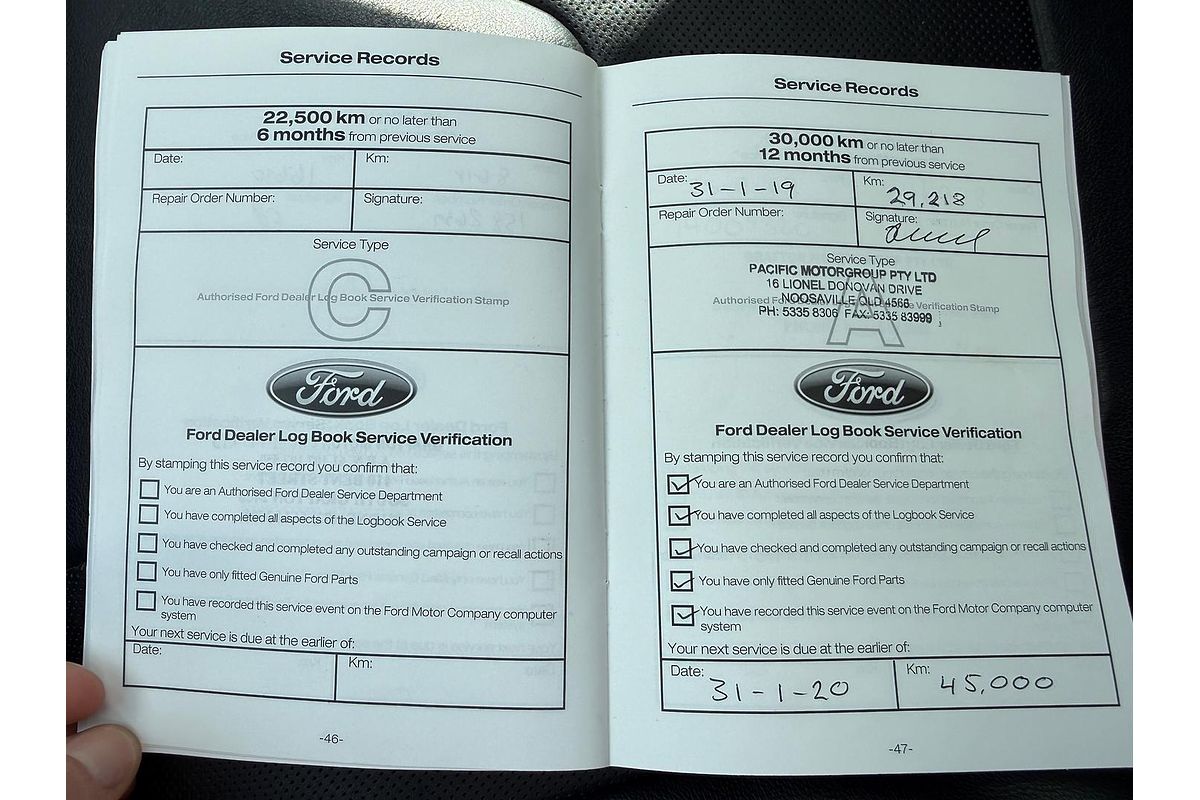 Service Records
22,500 km or no later than
6 months from previous service
Date:
Km:
Repair Order Number:
Signature:
Service Type
C
Authorised Ford Dealer Log Book Service Verification Stamp
Ford
Ford Dealer Log Book Service Verification
By stamping this service record you confirm that:
You are an Authorised Ford Dealer Service Department
You have completed all aspects of the Logbook Service
You have checked and completed any outstanding campaign or recall actions
You have only fitted Genuine Ford Parts
You have recorded this service event on the Ford Motor Company computer
system
Your next service is due at the earlier of:
Date:
Km:
-46-
Service Records
30,000 km or no later than
12 months from previous service
Date: 31-1-19
Km: 29,218
Repair Order Number:
Signature:
Service Type
PACIFIC MOTORGROUP PTY LTD
16 LIONEL DONOVAN DRIVE
NOOSAVILLE QLD 4566
Authorised Verification Stamp
PH: 5335 8306 FAX: 5335 83999
A
Ford
Ford Dealer Log Book Service Verification
By stamping this service record you confirm that:
You are an Authorised Ford Dealer Service Department
You have completed all aspects of the Logbook Service
You have checked and completed any outstanding campaign or recall actions
You have only fitted Genuine Ford Parts
You have recorded this service event on the Ford Motor Company computer
system
Your next service is due at the earlier of:
Date: 31-1-20
Km: 45,000
-47-